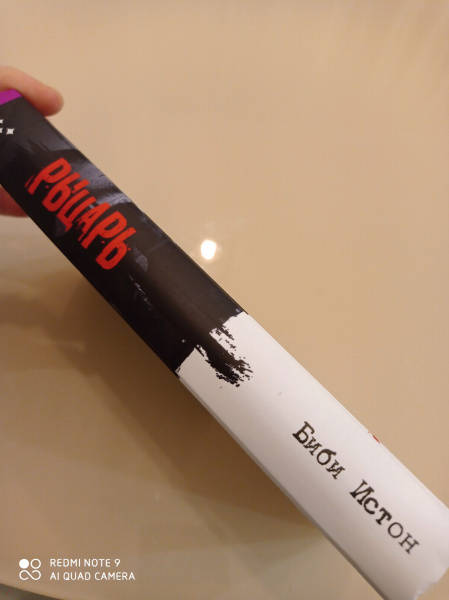 РЫЦАРЬ
Биби Истон
REDMI NOTE 9
AI QUAD CAMERA